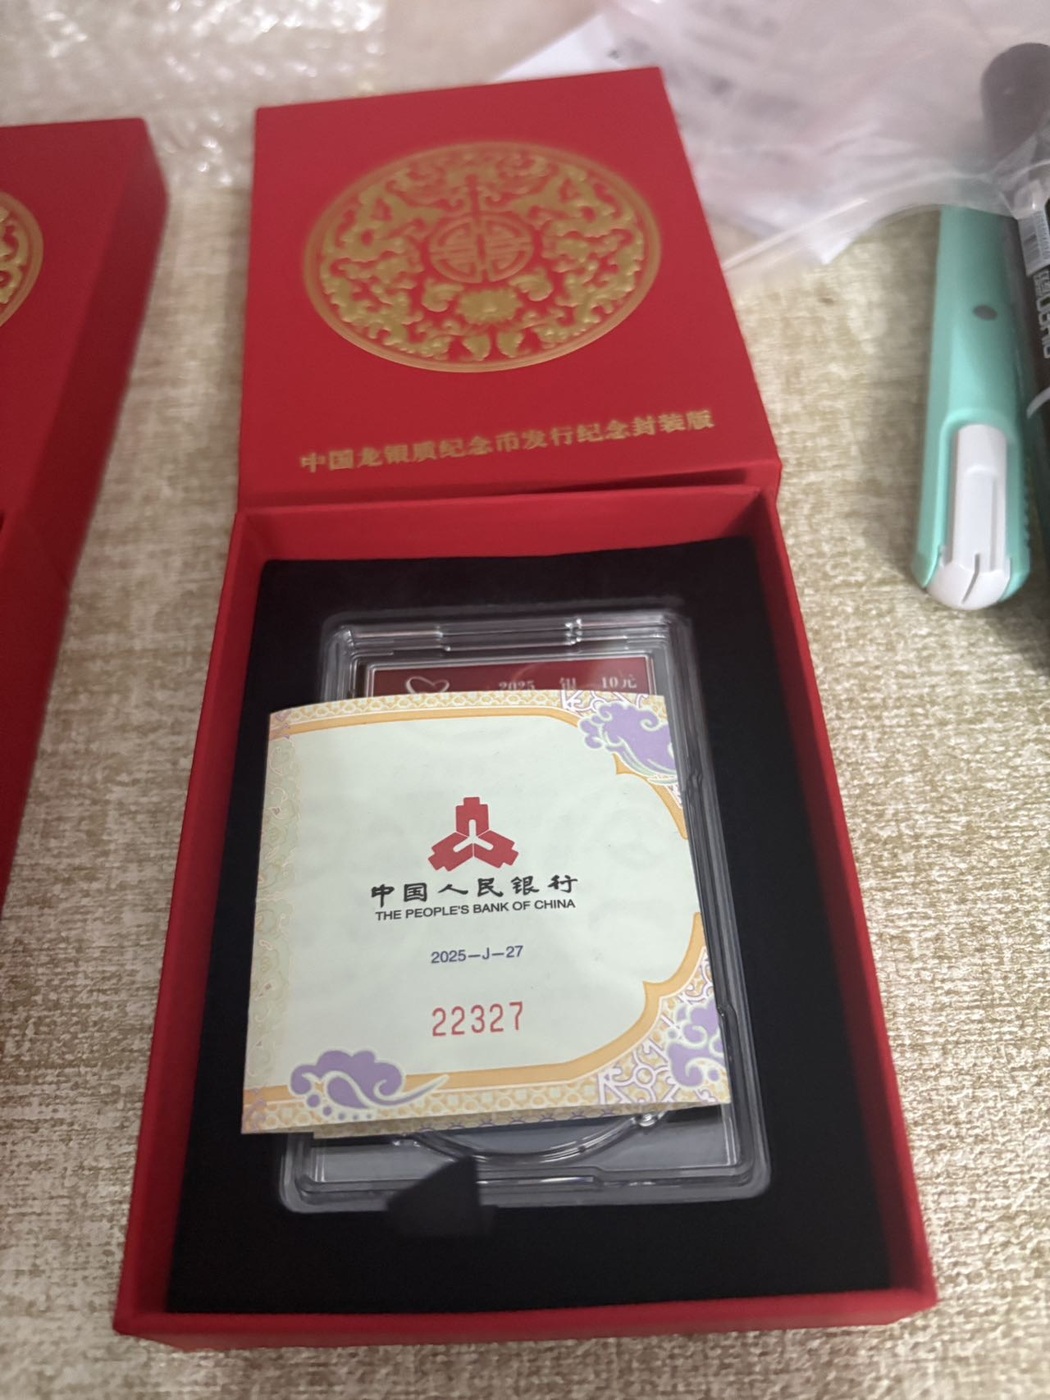 中国龙银质纪念币发行纪念封装版
2025 银 10元
中国人民银行
THE PEOPLE'S BANK OF CHINA
2025—J—27
22327